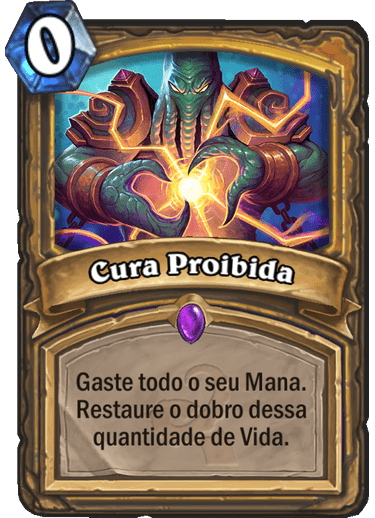 0
Cura Proibida
Gaste todo o seu Mana.
Restaure o dobro dessa
quantidade de Vida.